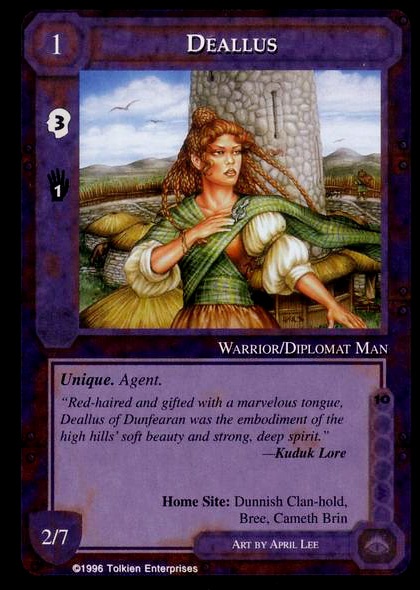 1
DEALLUS
3
1
WARRIOR/DIPLOMAT MAN
Unique. Agent.
“Red-haired and gifted with a marvelous tongue,
Deallus of Dunfearan was the embodiment of the
high hills’ soft beauty and strong, deep spirit.”
—Kuduk Lore
10
Home Site: Dunnish Clan-hold,
Bree, Cameth Brin
2/7
ART BY APRIL LEE
©1996 Tolkien Enterprises